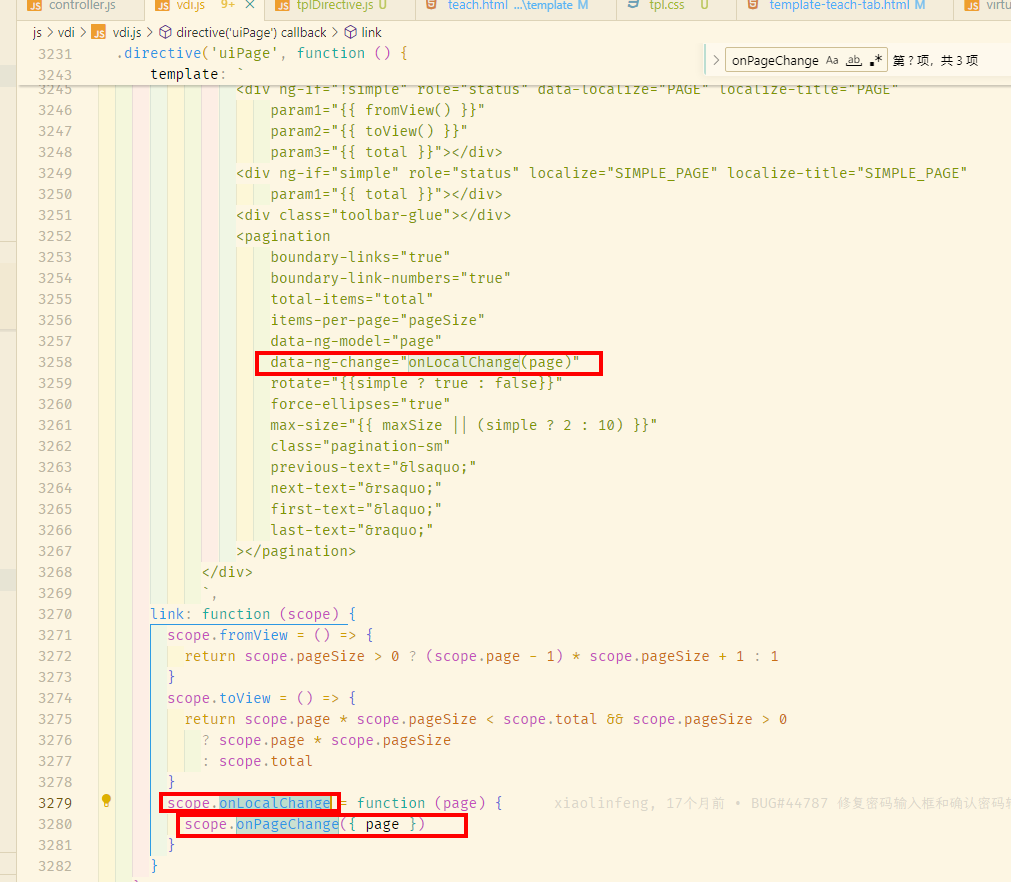 controller.js
vdi.js 9+ ×
tplDirective.js U
teach.html ...\template M
tpl.css U
template-teach-tab.html M
js > vdi > vdi.js > directive('uiPage') callback > link
3231 .directive('uiPage', function () {
onPageChange Aa ab .* 第?项, 共3项
3243 template: `
3245 <div ng-if="!simple" role="status" data-localize="PAGE" localize-title="PAGE"
3246 param1="{{ fromView() }}"
3247 param2="{{ toView() }}"
3248 param3="{{ total }}"></div>
3249 <div ng-if="simple" role="status" localize="SIMPLE_PAGE" localize-title="SIMPLE_PAGE"
3250 param1="{{ total }}"></div>
3251 <div class="toolbar-glue"></div>
3252 <pagination
3253 boundary-links="true"
3254 boundary-link-numbers="true"
3255 total-items="total"
3256 items-per-page="pageSize"
3257 data-ng-model="page"
3258 data-ng-change="onLocalChange(page)"
3259 rotate="{{simple ? true : false}}"
3260 force-ellipses="true"
3261 max-size="{{ maxSize || (simple ? 2 : 10) }}"
3262 class="pagination-sm"
3263 previous-text="&lsaquo;"
3264 next-text="&rsaquo;"
3265 first-text="&laquo;"
3266 last-text="&raquo;"
3267 ></pagination>
3268 </div>
3269 `,
3270 link: function (scope) {
3271 scope.fromView = () => {
3272 return scope.pageSize > 0 ? (scope.page - 1) * scope.pageSize + 1 : 1
3273 }
3274 scope.toView = () => {
3275 return scope.page * scope.pageSize < scope.total && scope.pageSize > 0
3276 ? scope.page * scope.pageSize
3277 : scope.total
3278 }
3279 scope.onLocalChange = function (page) { xiaolinfeng, 17个月前 • BUG#44787 修复密码输入框和确认密码
3280 scope.onPageChange({ page })
3281 }
3282 }